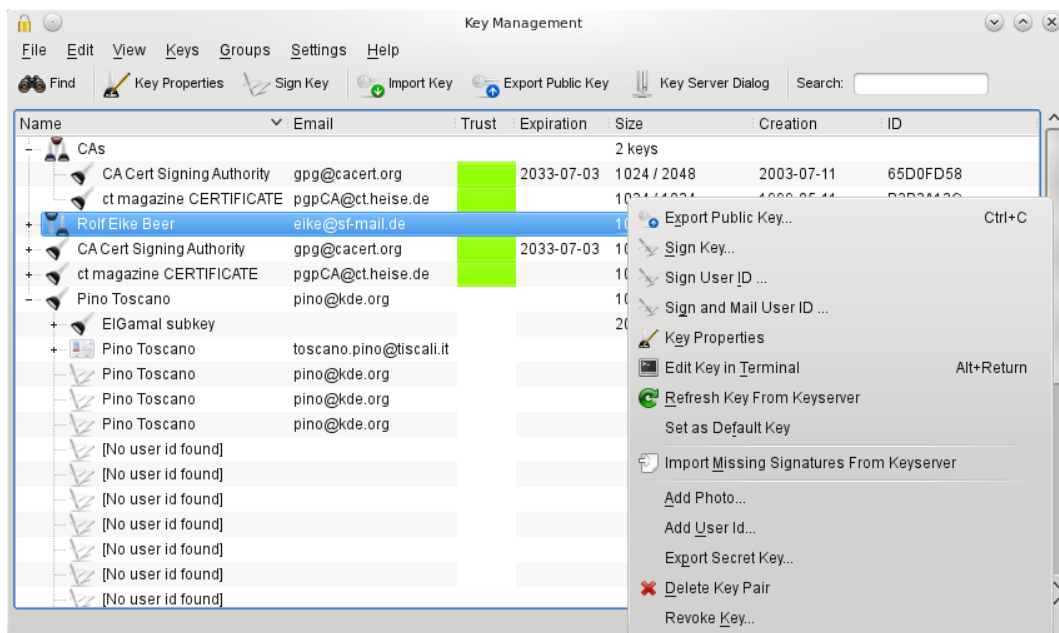 Key Management
File Edit View Keys Groups Settings Help
Find Key Properties Sign Key Import Key Export Public Key Key Server Dialog Search:
Name Email Trust Expiration Size Creation ID
CAs 2 keys
CA Cert Signing Authority gpg@cacert.org 2033-07-03 1024 / 2048 2003-07-11 65D0FD58
ct magazine CERTIFICATE pgpCA@ct.heise.de
Rolf Eike Beer eike@sf-mail.de
CA Cert Signing Authority gpg@cacert.org 2033-07-03
ct magazine CERTIFICATE pgpCA@ct.heise.de
Pino Toscano pino@kde.org
ElGamal subkey
Pino Toscano toscano.pino@tiscali.it
Pino Toscano pino@kde.org
Pino Toscano pino@kde.org
Pino Toscano pino@kde.org
[No user id found]
[No user id found]
[No user id found]
[No user id found]
[No user id found]
[No user id found]
[No user id found]
Export Public Key... Ctrl+C
Sign Key...
Sign User ID ...
Sign and Mail User ID ...
Key Properties
Edit Key in Terminal Alt+Return
Refresh Key From Keyserver
Set as Default Key
Import Missing Signatures From Keyserver
Add Photo...
Add User Id...
Export Secret Key...
Delete Key Pair
Revoke Key...